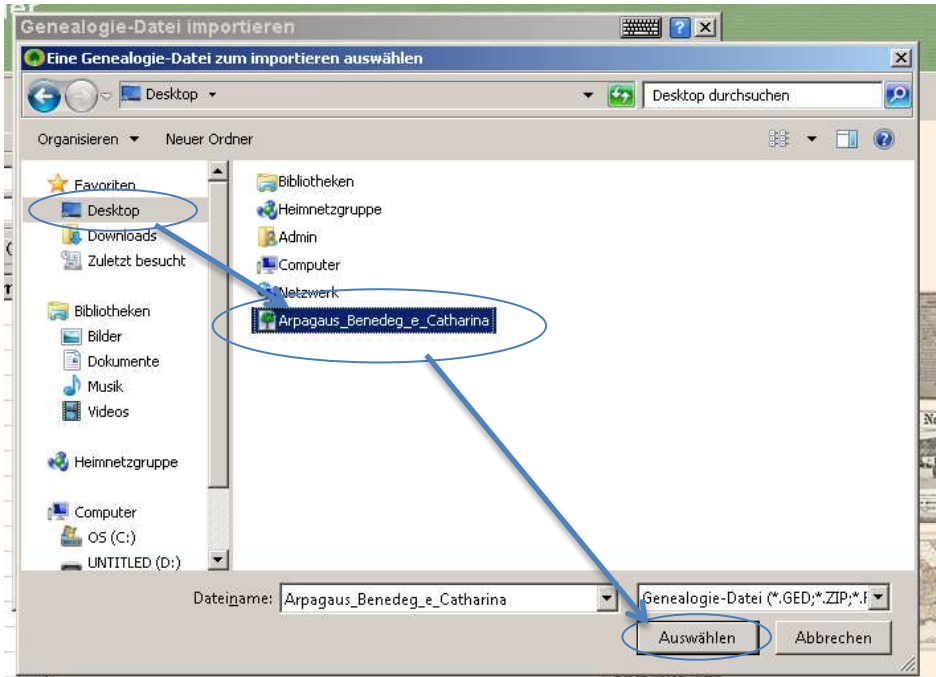 Genealogie-Datei importieren
Eine Genealogie-Datei zum importieren auswählen
Desktop
Desktop durchsuchen
Organisieren
Neuer Ordner
Favoriten
Desktop
Downloads
Zuletzt besucht
Bibliotheken
Bilder
Dokumente
Musik
Videos
Heimnetzgruppe
Computer
OS (C:)
UNTITLED (D:)
Bibliotheken
Heimnetzgruppe
Admin
Computer
Netzwerk
Arpagaus_Benedeg_e_Catharina
Dateiname: Arpagaus_Benedeg_e_Catharina
Genealogie-Datei (*.GED;*.ZIP;*.F
Auswählen
Abbrechen